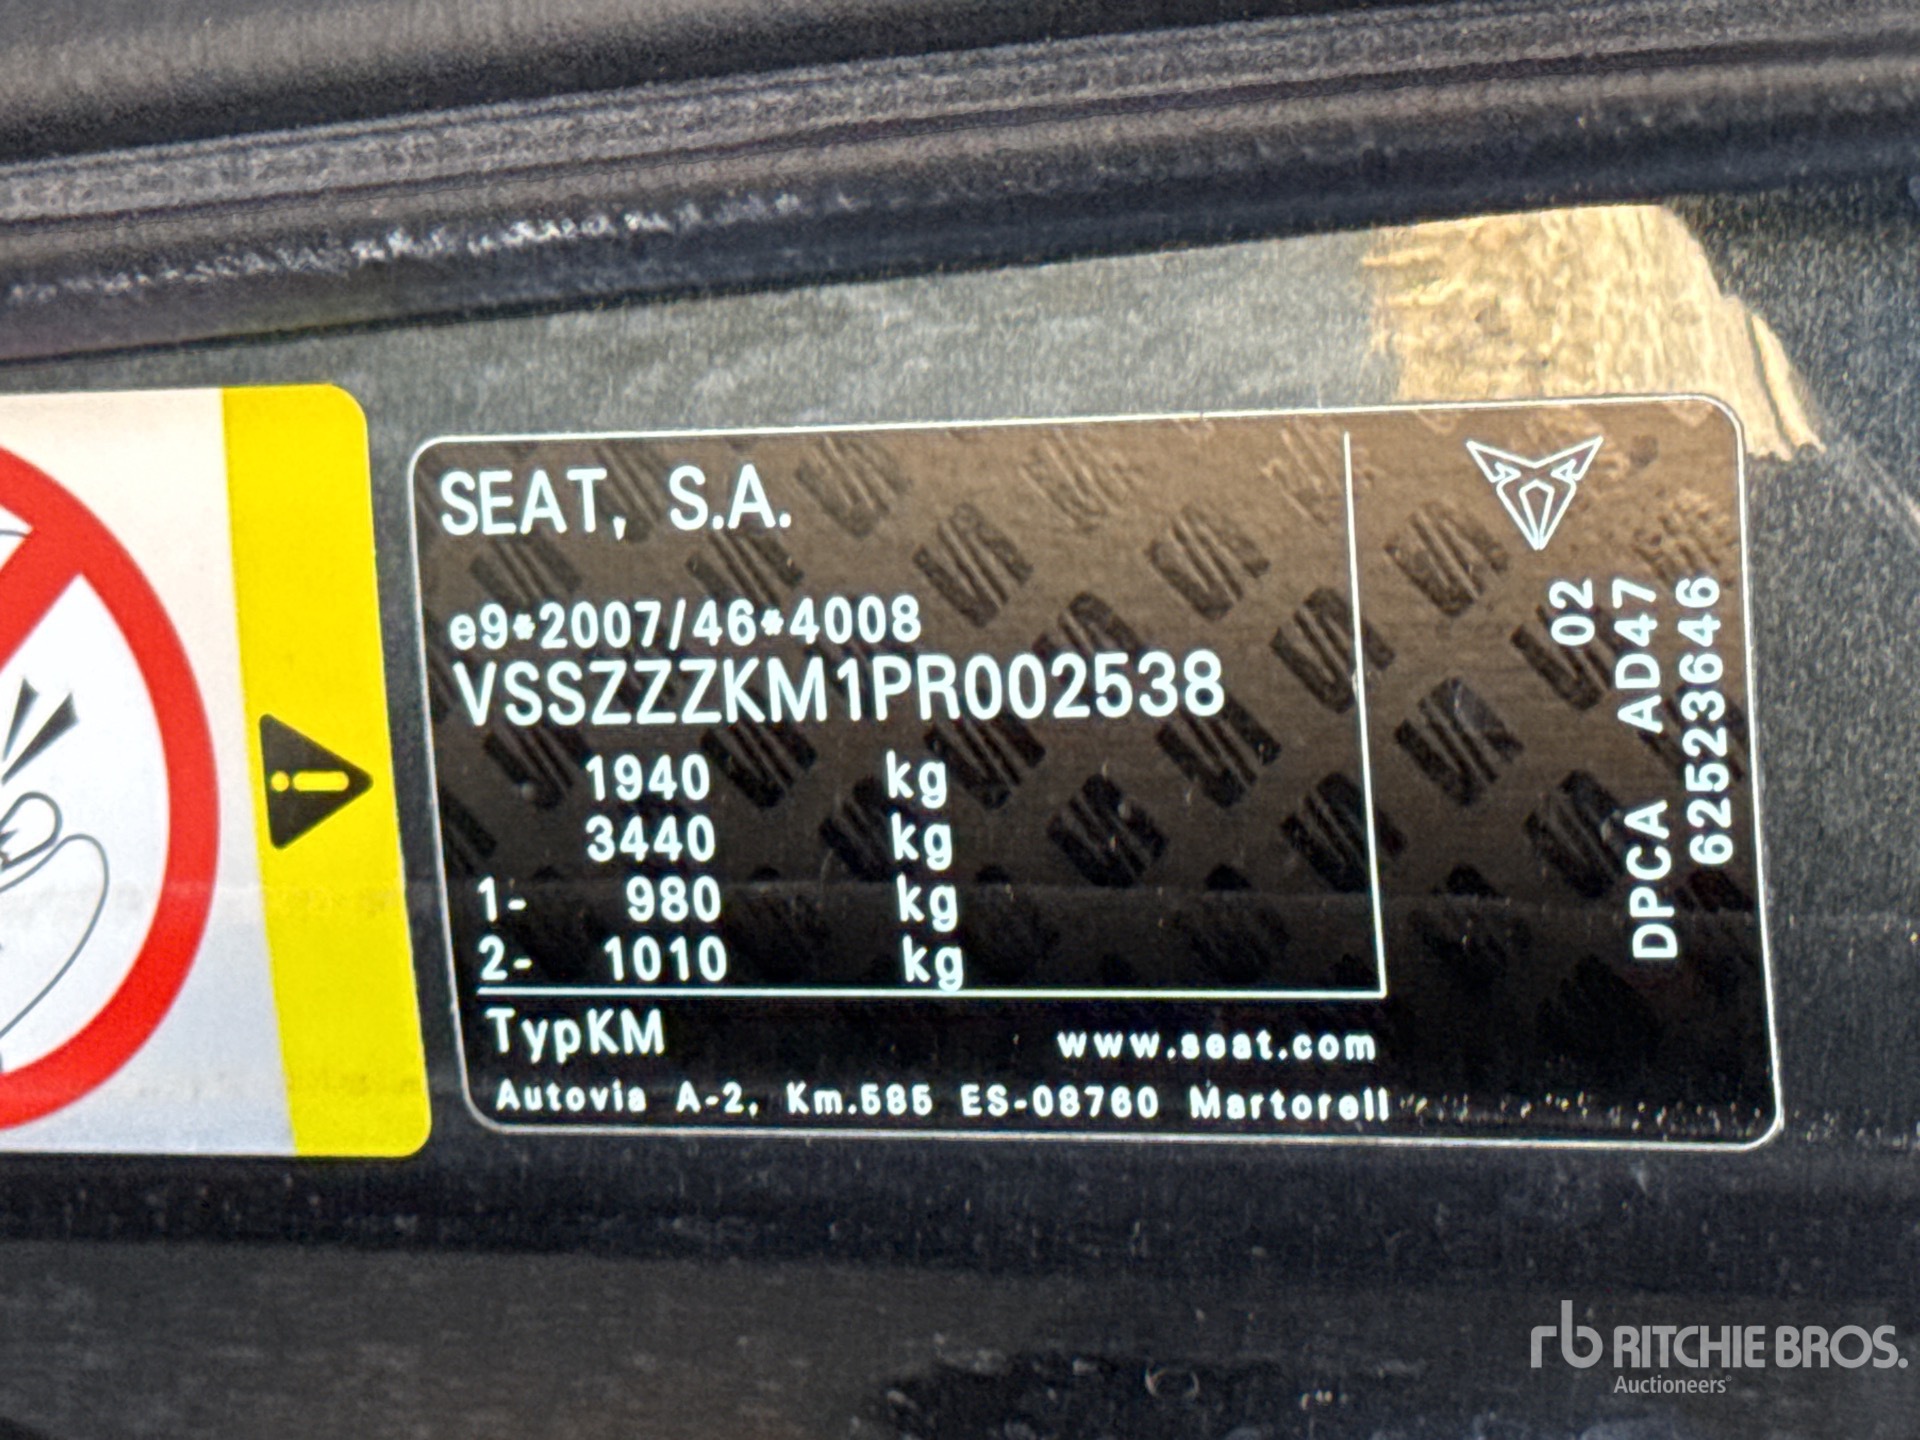 SEAT, S.A.
e9*2007/46*4008
VSSZZZKM1PR002538
1940 kg
3440 kg
1- 980 kg
2- 1010 kg
TypKM www.seat.com
Autovia A-2, Km.585 ES-08760 Martorell
02
DPCA AD47
62523646
rb RITCHIE BROS.
Auctioneers